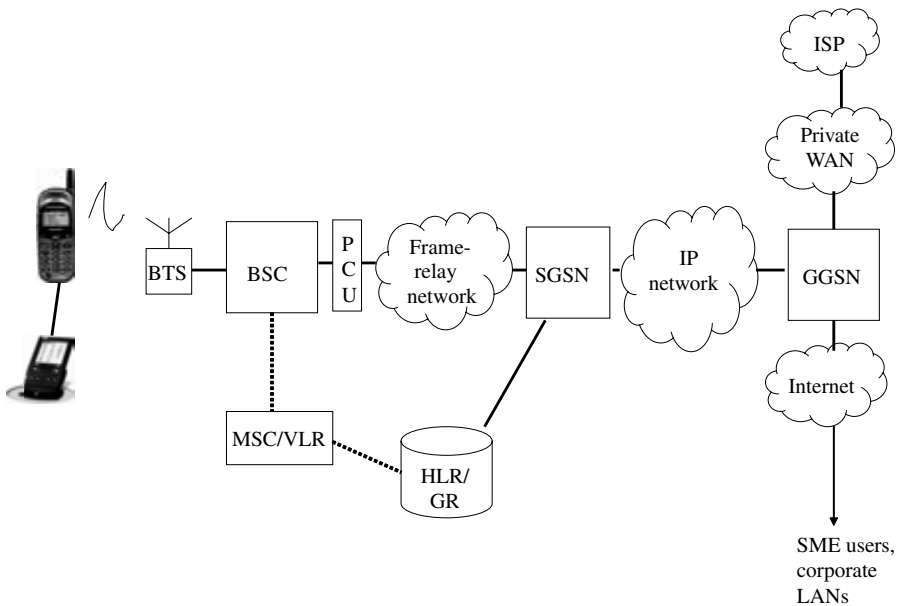 ISP
Private
WAN
BTS
BSC
P
C
U
Frame-
relay
network
SGSN
IP
network
GGSN
Internet
MSC/VLR
HLR/
GR
SME users,
corporate
LANs